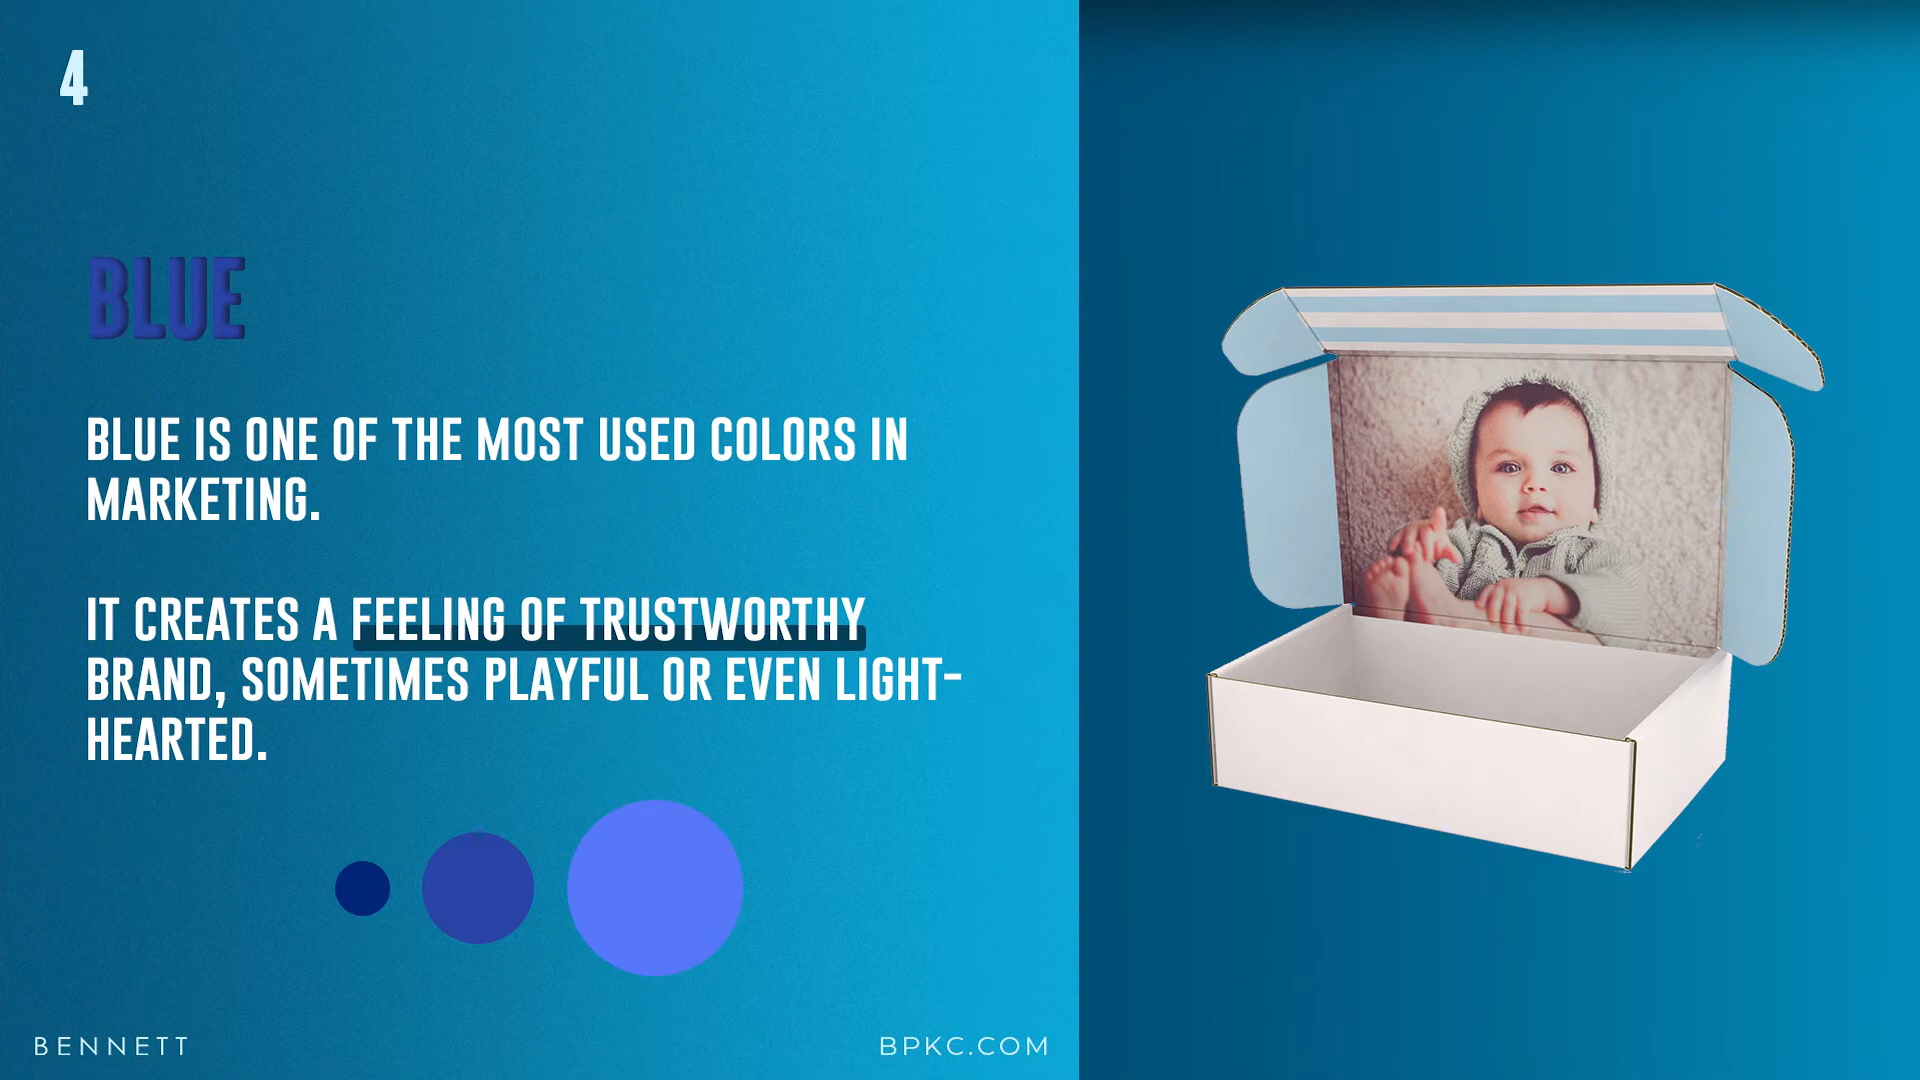 4
BLUE
BLUE IS ONE OF THE MOST USED COLORS IN
MARKETING.
IT CREATES A FEELING OF TRUSTWORTHY
BRAND, SOMETIMES PLAYFUL OR EVEN LIGHT-
HEARTED.
BENNETT
BPKC.COM